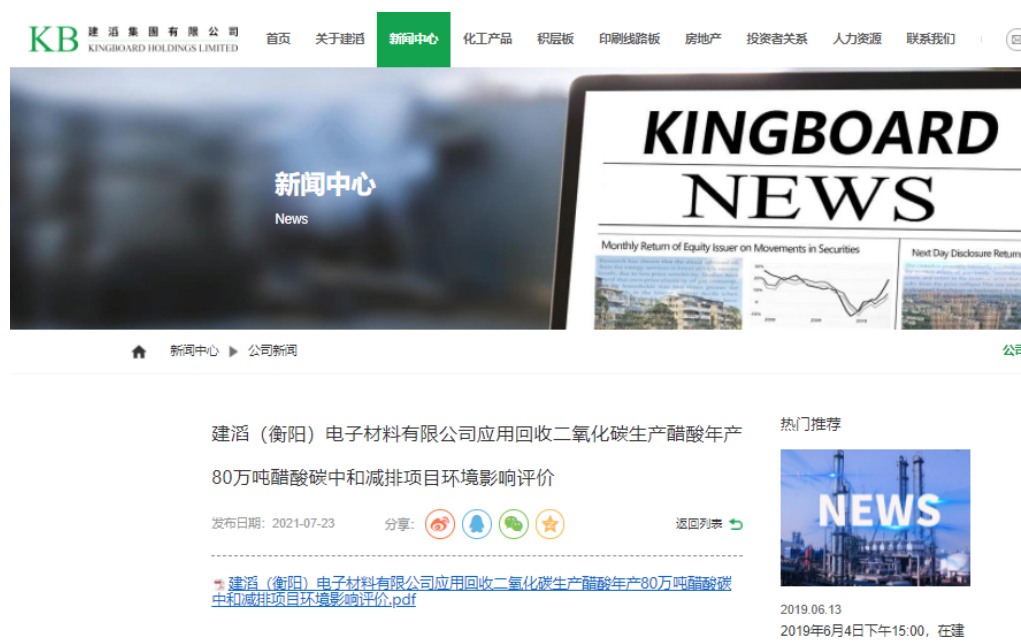 KB 建滔集團有限公司
KINGBOARD HOLDINGS LIMITED
首页 关于建滔 新闻中心 化工产品 积层板 印刷线路板 房地产 投资者关系 人力资源 联系我们
KINGBOARD
NEWS
新闻中心
News
Monthly Return of Equity Issuer on Movements in Securities
Next Day Disclosure Return
新闻中心 ▶ 公司新闻
公司
建滔（衡阳）电子材料有限公司应用回收二氧化碳生产醋酸年产
80万吨醋酸碳中和减排项目环境影响评价
发布日期：2021-07-23 分享： 返回列表
建滔（衡阳）电子材料有限公司应用回收二氧化碳生产醋酸年产80万吨醋酸碳
中和减排项目环境影响评价.pdf
热门推荐
NEWS
2019.06.13
2019年6月4日下午15:00，在建